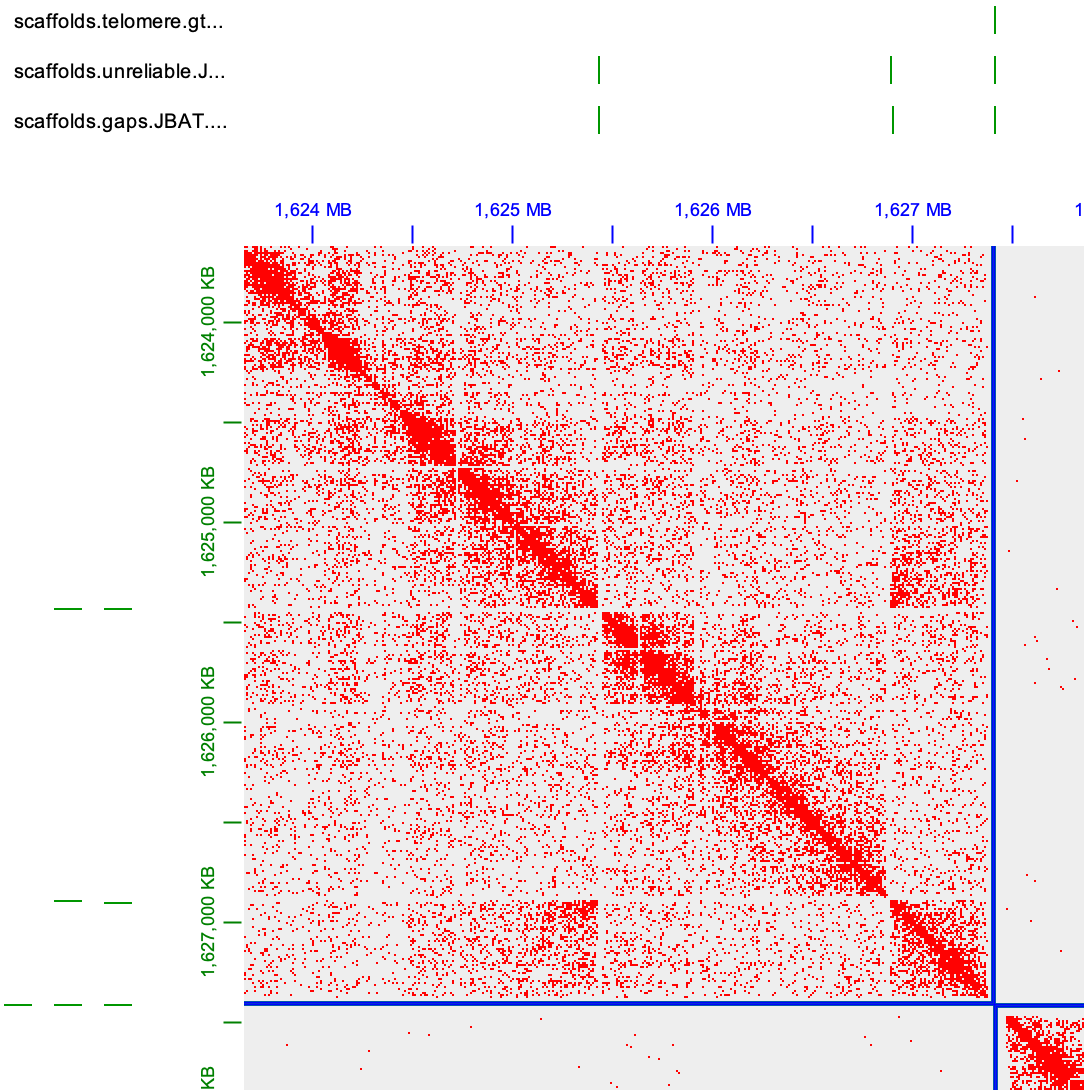 scaffolds.telomere.gt...
scaffolds.unreliable.J...
scaffolds.gaps.JBAT....
1,624 MB 1,625 MB 1,626 MB 1,627 MB 1
1,624,000 KB
1,625,000 KB
1,626,000 KB
1,627,000 KB
KB